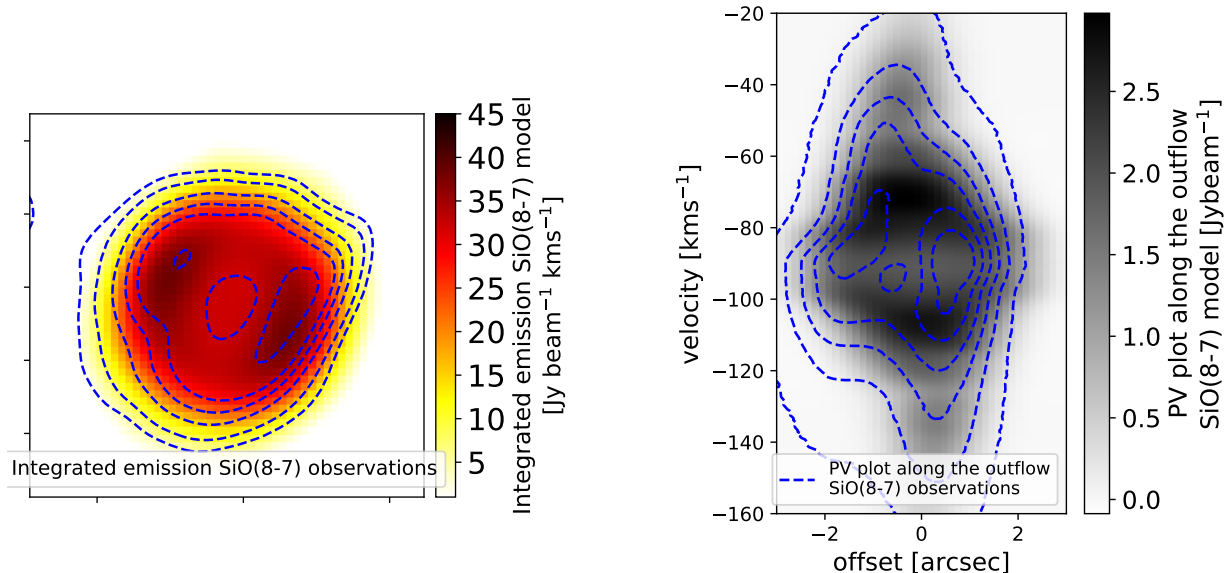 Integrated emission SiO(8-7) observations
45
40
35
30
25
20
15
10
5
Integrated emission SiO(8-7) model
[Jy beam⁻¹ kms⁻¹]
−20
−40
−60
−80
−100
−120
−140
−160
velocity [kms⁻¹]
PV plot along the outflow
SiO(8-7) observations
−2 0 2
offset [arcsec]
2.5
2.0
1.5
1.0
0.5
0.0
PV plot along the outflow
SiO(8-7) model [Jybeam⁻¹]